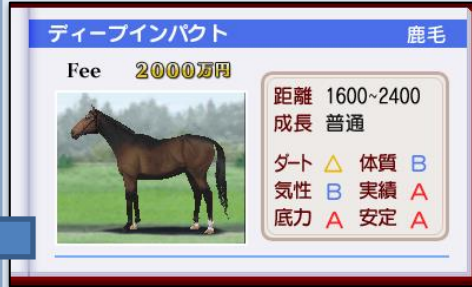 ディープインパクト 鹿毛
Fee 2000万円
距離 1600~2400
成長 普通
ダート △ 体質 B
気性 B 実績 A
底力 A 安定 A